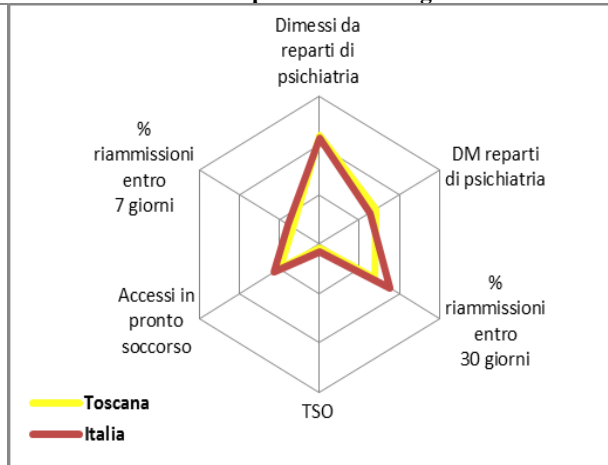 Dimessi da
reparti di
psichiatria
%
riammissioni
entro
7 giorni
DM reparti
di psichiatria
%
riammissioni
entro
30 giorni
Accessi in
pronto
soccorso
TSO
Toscana
Italia